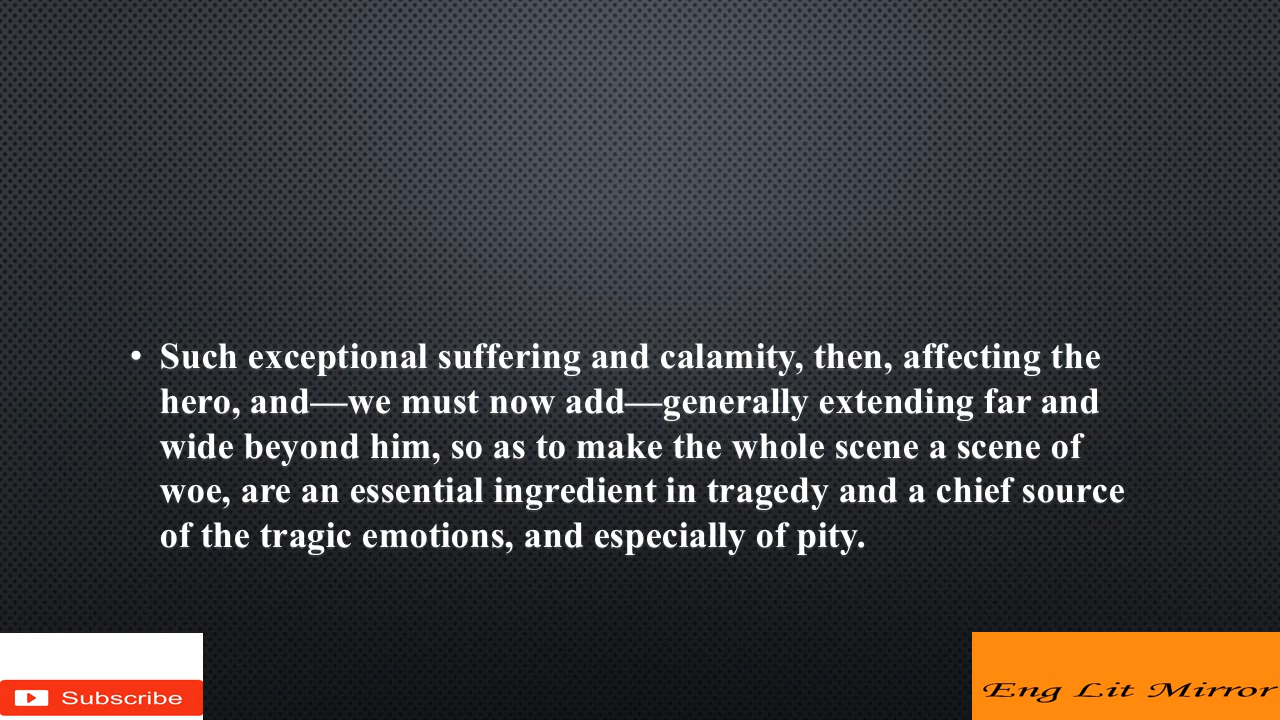 • Such exceptional suffering and calamity, then, affecting the
hero, and—we must now add—generally extending far and
wide beyond him, so as to make the whole scene a scene of
woe, are an essential ingredient in tragedy and a chief source
of the tragic emotions, and especially of pity.
Subscribe
Eng Lit Mirror